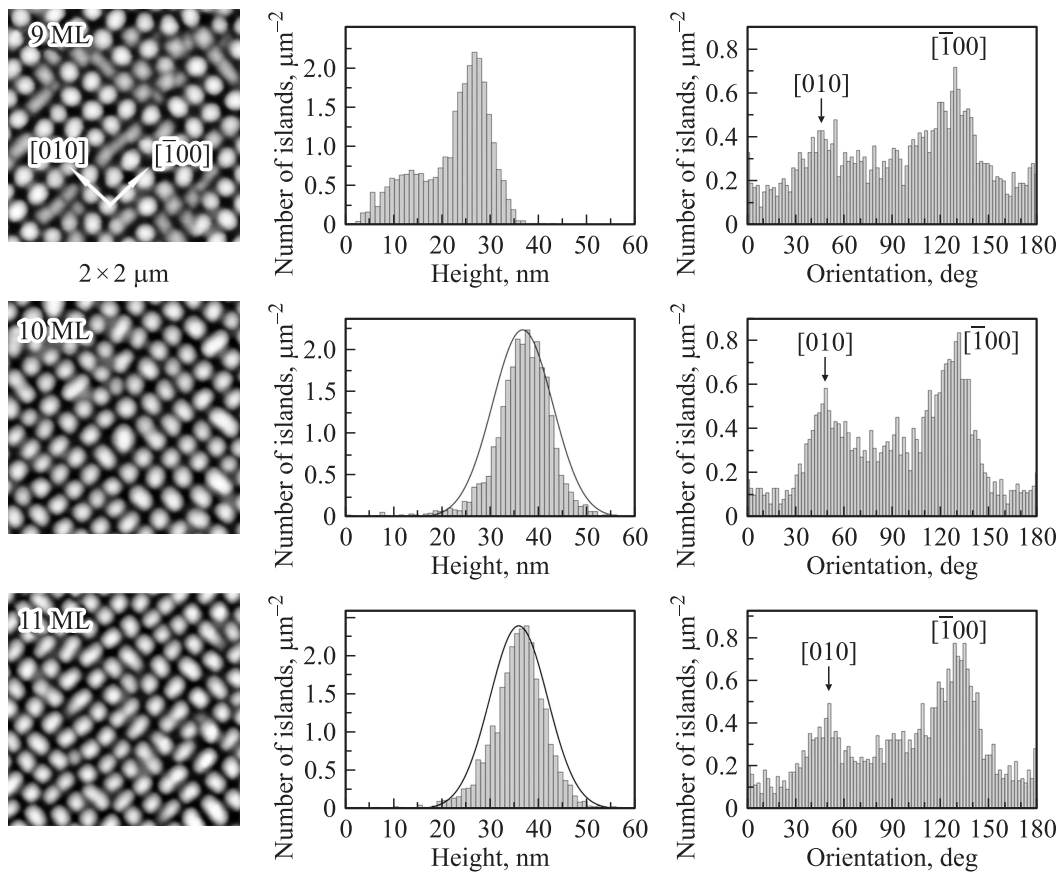 9 ML
[010]
[1̄00]
2 × 2 μm
Number of islands, μm⁻²
2.0
1.5
1.0
0.5
0
0 10 20 30 40 50 60
Height, nm
Number of islands, μm⁻²
0.8
0.6
0.4
0.2
0
[010]
[1̄00]
0 30 60 90 120 150 180
Orientation, deg
10 ML
Number of islands, μm⁻²
2.0
1.5
1.0
0.5
0
0 10 20 30 40 50 60
Height, nm
Number of islands, μm⁻²
0.8
0.6
0.4
0.2
0
[010]
[1̄00]
0 30 60 90 120 150 180
Orientation, deg
11 ML
Number of islands, μm⁻²
2.0
1.5
1.0
0.5
0
0 10 20 30 40 50 60
Height, nm
Number of islands, μm⁻²
0.8
0.6
0.4
0.2
0
[010]
[1̄00]
0 30 60 90 120 150 180
Orientation, deg